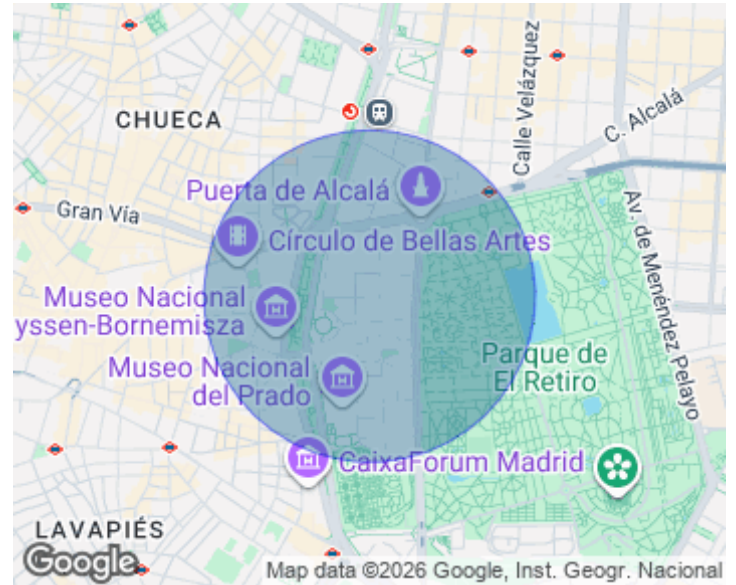 CHUECA
Calle Velázquez
C. Alcalá
Puerta de Alcalá
Gran Vía
Círculo de Bellas Artes
Av. de Menéndez Pelayo
Museo Nacional
yssen-Bornemisza
Museo Nacional
del Prado
Parque de
El Retiro
CaixaForum Madrid
LAVAPIÉS
Google
Map data ©2026 Google, Inst. Geogr. Nacional